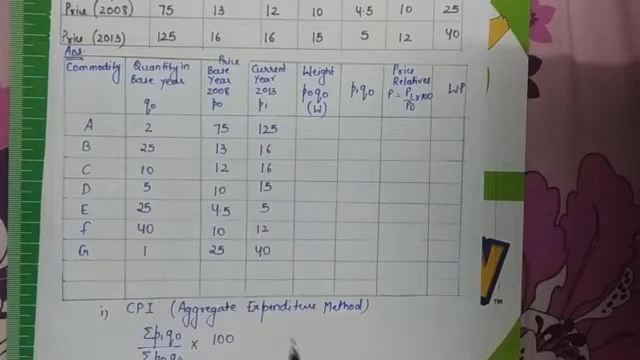 Price (2008) 75 13 12 10 4.5 10 25
Price (2013) 125 16 16 15 5 12 40
Ans.
Commodity Quantity in Base year q0 Price Base Year 2008 p0 Current Year 2013 p1 Weight p0q0 (W) p1q0 Price Relatives P = P1/P0 x100 WP
A 2 75 125
B 25 13 16
C 10 12 16
D 5 10 15
E 25 4.5 5
f 40 10 12
G 1 25 40
i) CPI (Aggregate Expenditure Method)
Σp1q0 / Σp0q0 × 100
TM